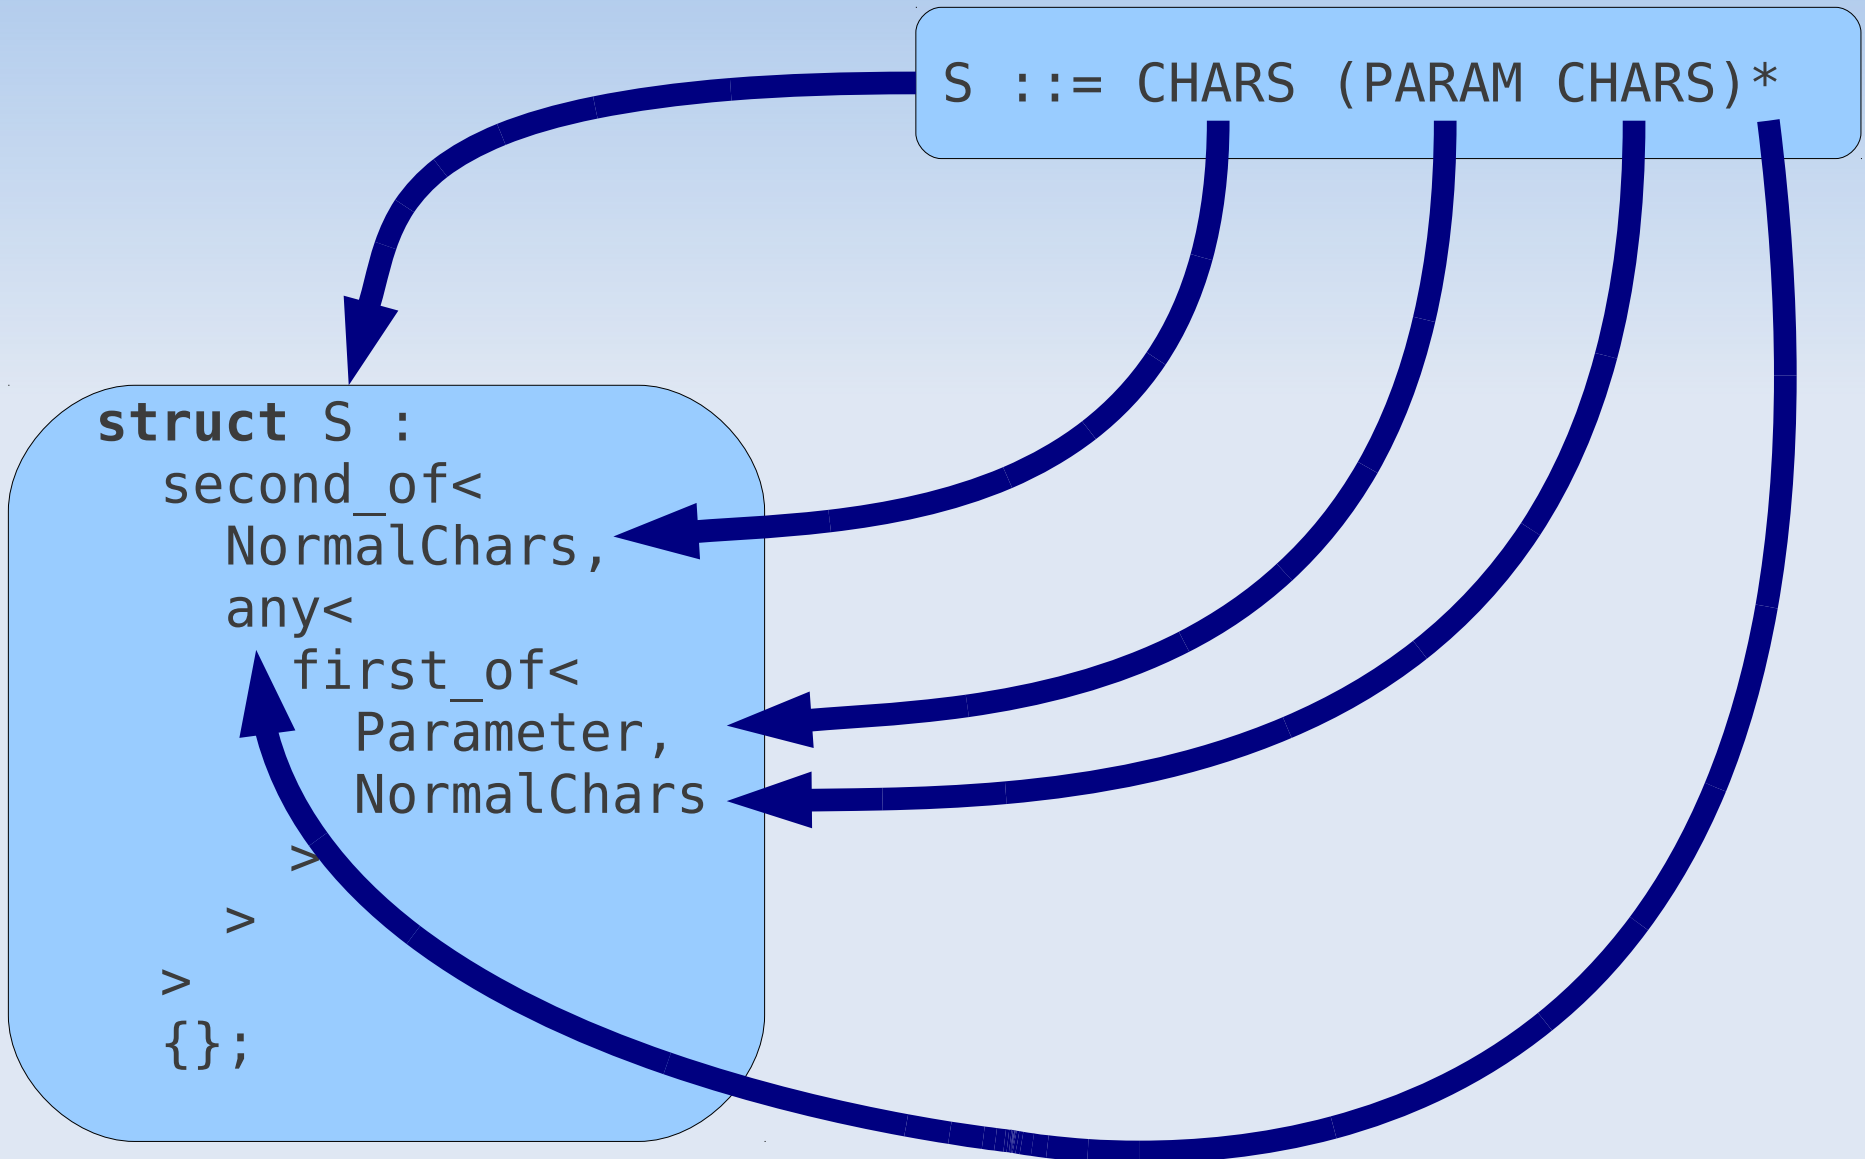 S ::= CHARS (PARAM CHARS)*
struct S :
second_of<
NormalChars,
any<
first_of<
Parameter,
NormalChars
>
>
>
{};